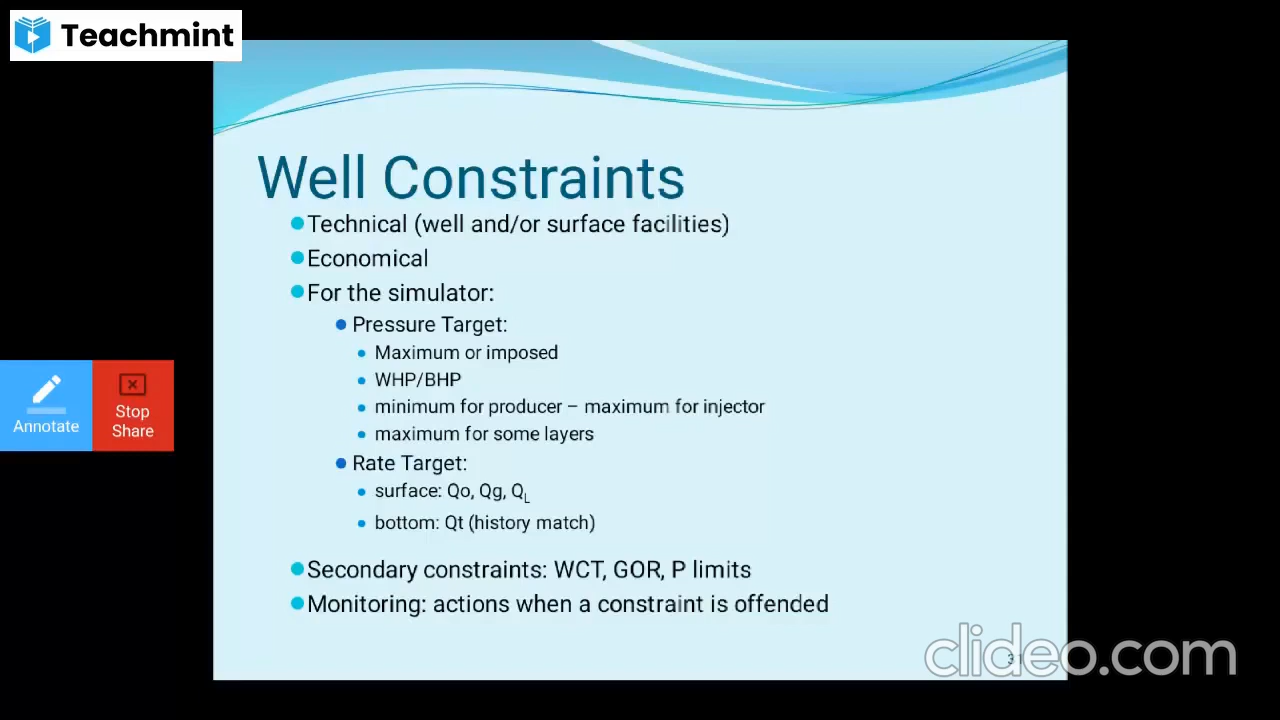 Teachmint
Well Constraints
Technical (well and/or surface facilities)
Economical
For the simulator:
Pressure Target:
Maximum or imposed
WHP/BHP
minimum for producer – maximum for injector
maximum for some layers
Rate Target:
surface: Qo, Qg, QL
bottom: Qt (history match)
Secondary constraints: WCT, GOR, P limits
Monitoring: actions when a constraint is offended
Annotate
Stop
Share
clideo.com